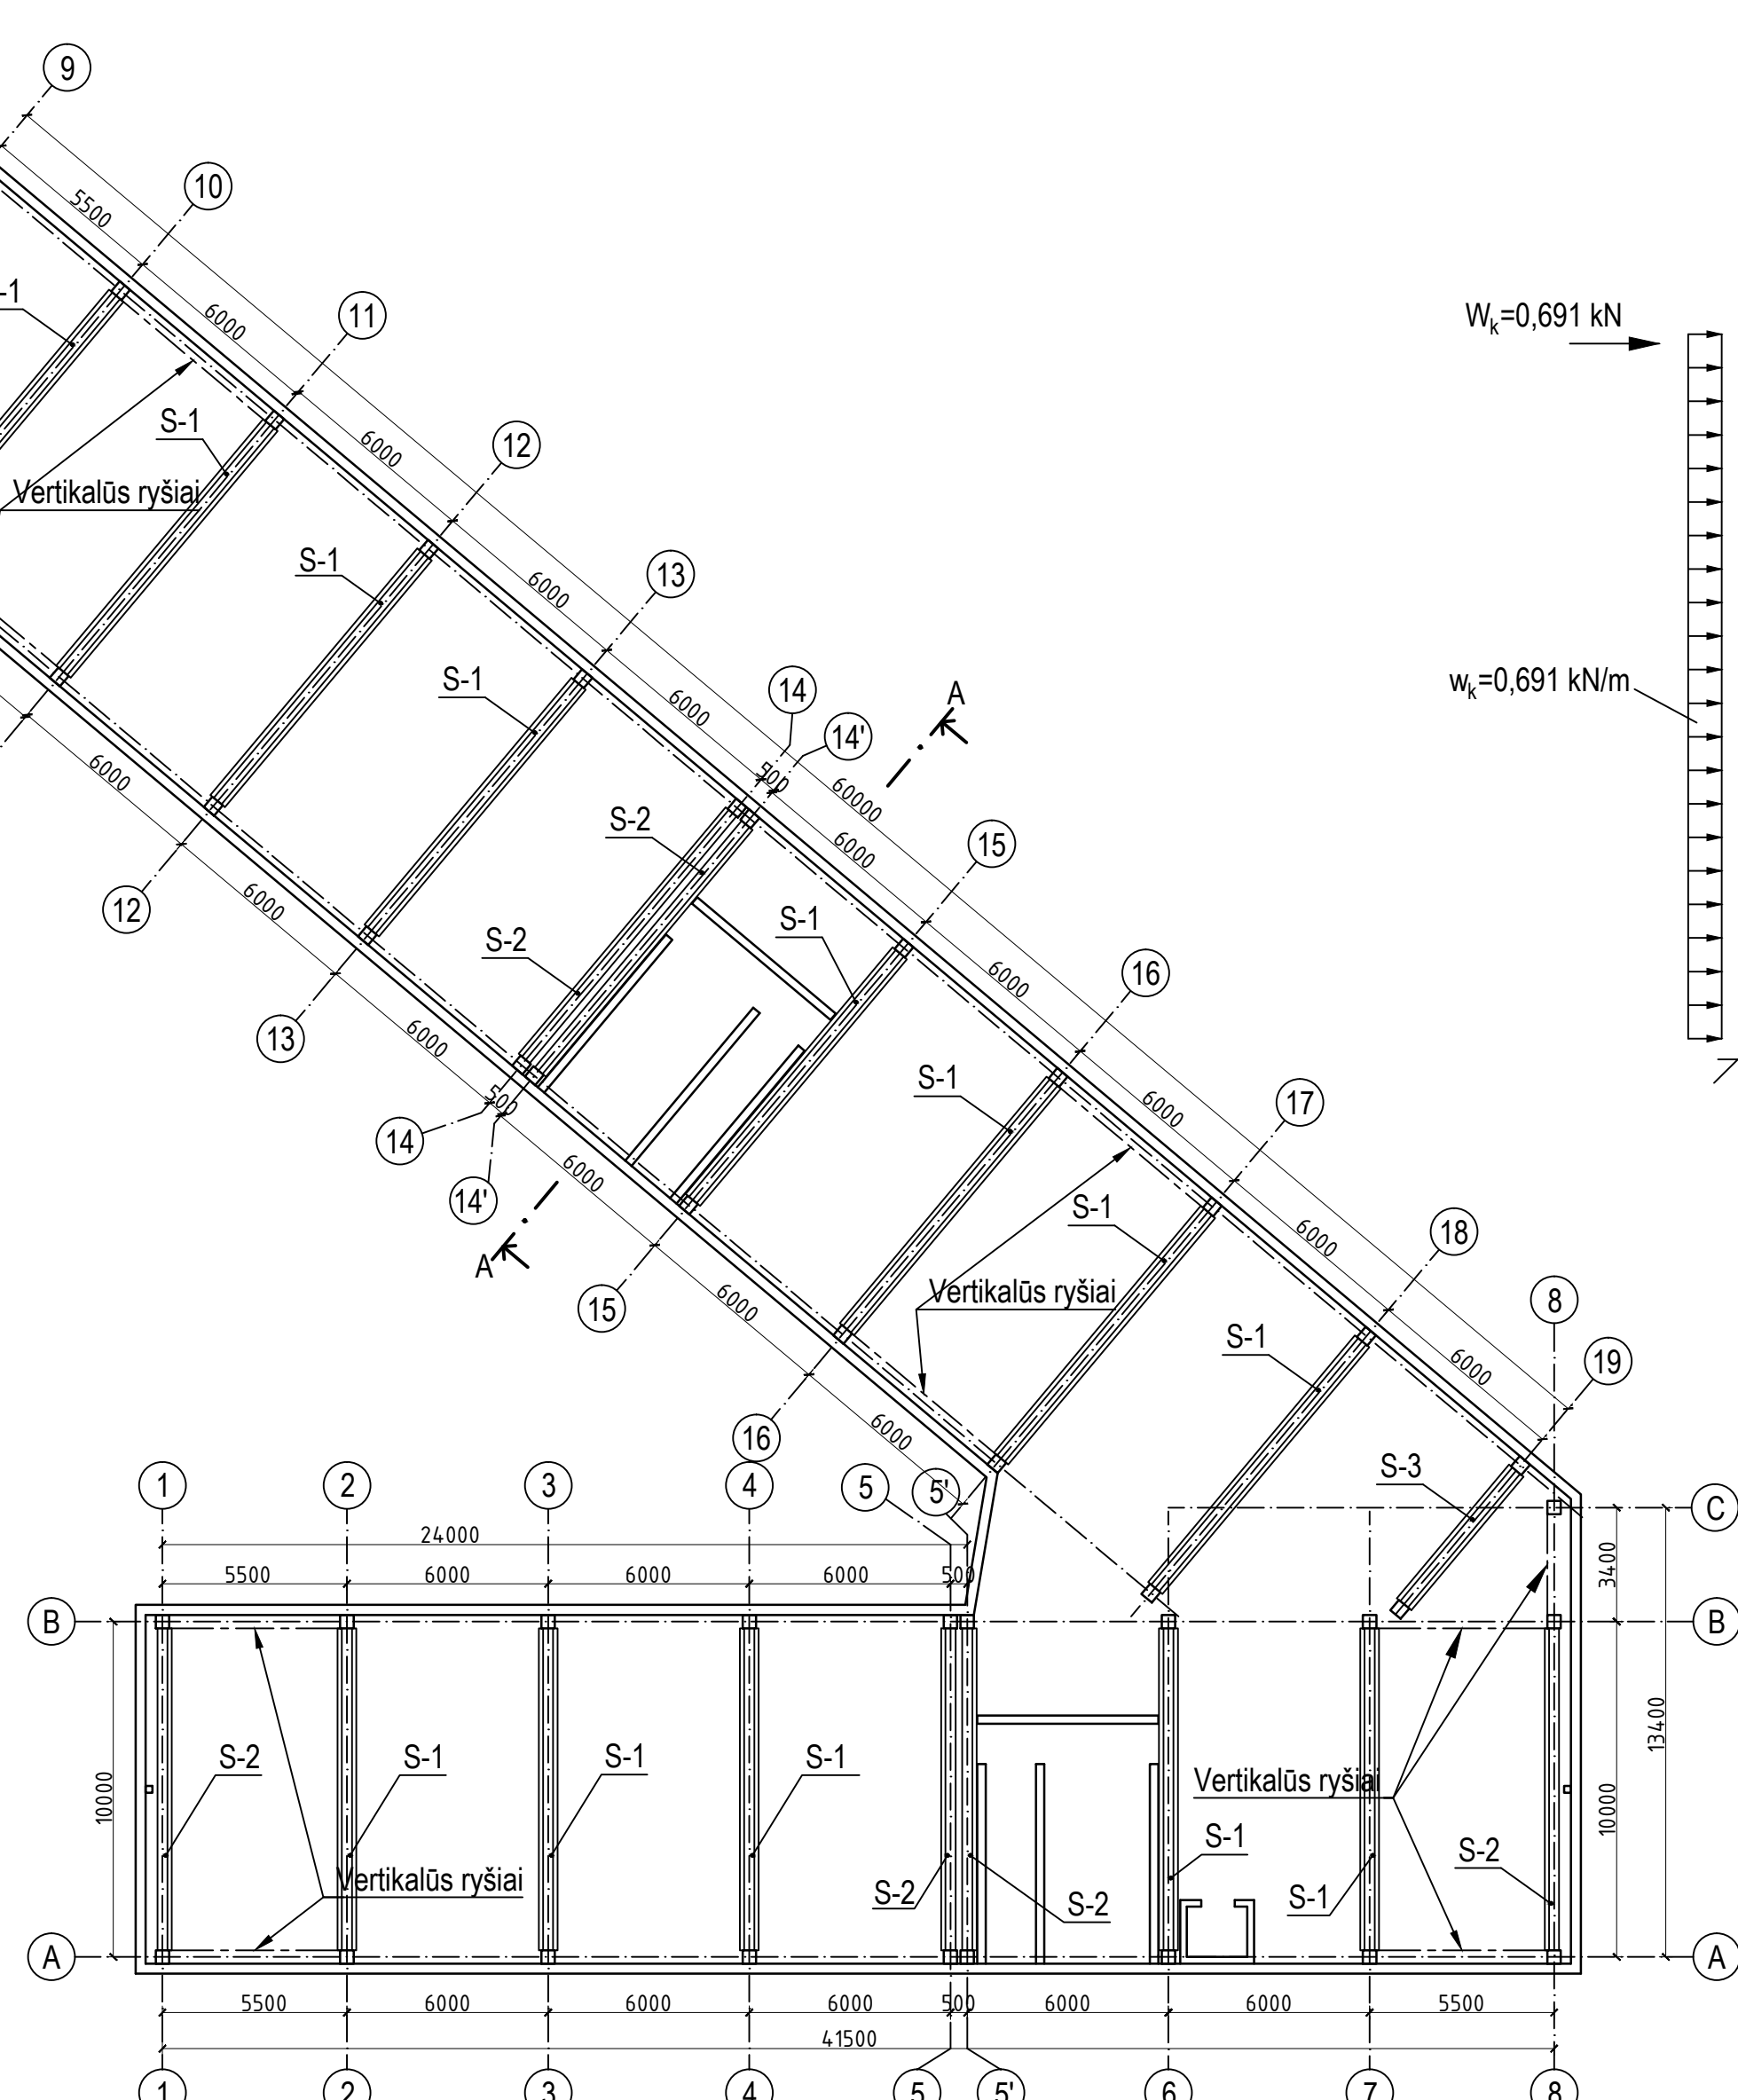 9
5500
10
6000
11
-1
S-1
6000
12
Vertikalūs ryšiai
S-1
6000
13
S-1
6000
14
14'
A
500
60000
6000
15
S-2
S-1
S-2
6000
12
6000
13
6000
14
500
14'
6000
A
15
6000
16
6000
16
S-1
6000
17
S-1
6000
18
Vertikalūs ryšiai
S-1
6000
8
19
S-3
C
W k=0,691 kN
w k=0,691 kN/m
1
2
3
4
5
5'
24000
5500
6000
6000
6000
500
3400
B
B
13400
10000
10000
S-2
S-1
S-1
S-1
Vertikalūs ryšiai
S-1
S-2
Vertikalūs ryšiai
S-2
S-2
S-1
A
A
5500
6000
6000
6000
500
6000
6000
5500
41500
1
2
3
4
5
5'
6
7
8